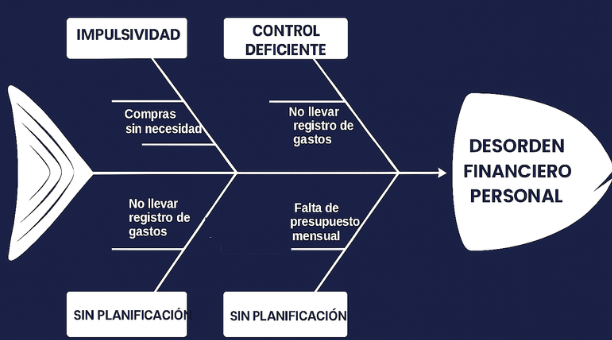 IMPULSIVIDAD
CONTROL
DEFICIENTE
Compras
sin necesidad
No llevar
registro de
gastos
DESORDEN
FINANCIERO
PERSONAL
No llevar
registro de
gastos
Falta de
presupuesto
mensual
SIN PLANIFICACIÓN
SIN PLANIFICACIÓN